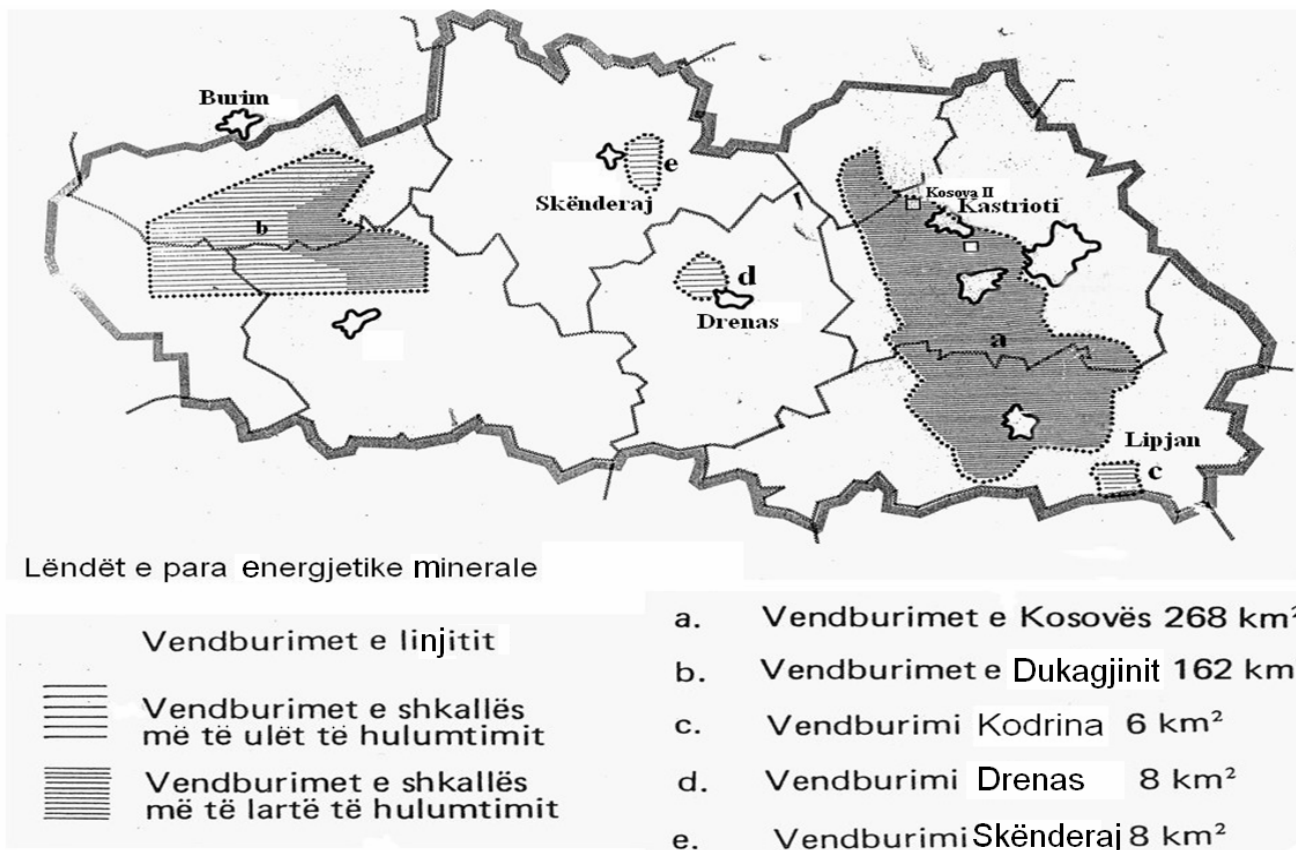 Burim
e
Skënderaj
Kosova II
Kastrioti
b
d
Drenas
a
Lipjan
c
Lëndët e para energjetike minerale
Vendburimet e linjitit
Vendburimet e shkallës
më të ulët të hulumtimit
Vendburimet e shkallës
më të lartë të hulumtimit
a. Vendburimet e Kosovës 268 km²
b. Vendburimet e Dukagjinit 162 km
c. Vendburimi Kodrina 6 km²
d. Vendburimi Drenas 8 km²
e. Vendburimi Skënderaj 8 km²